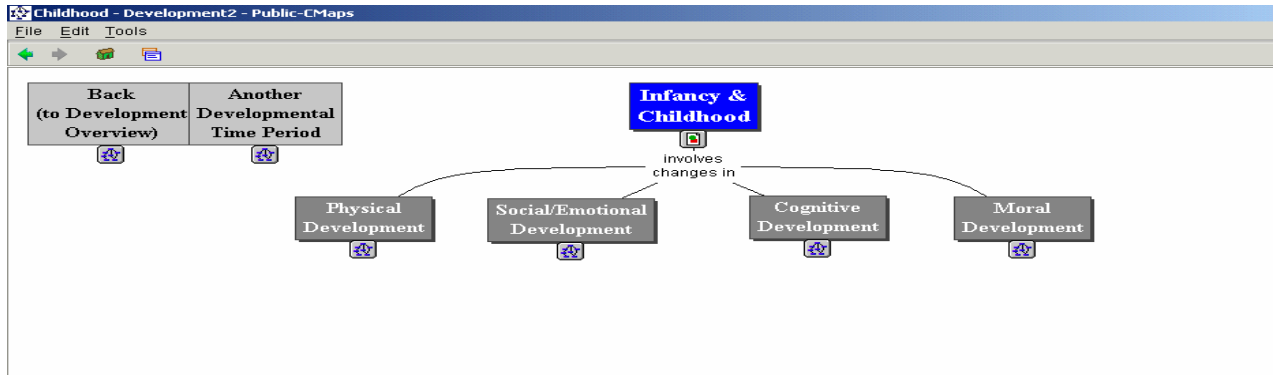 Childhood - Development2 - Public-CMaps
File Edit Tools
Back
(to Development
Overview)
Another
Developmental
Time Period
Infancy &
Childhood
involves
changes in
Physical
Development
Social/Emotional
Development
Cognitive
Development
Moral
Development